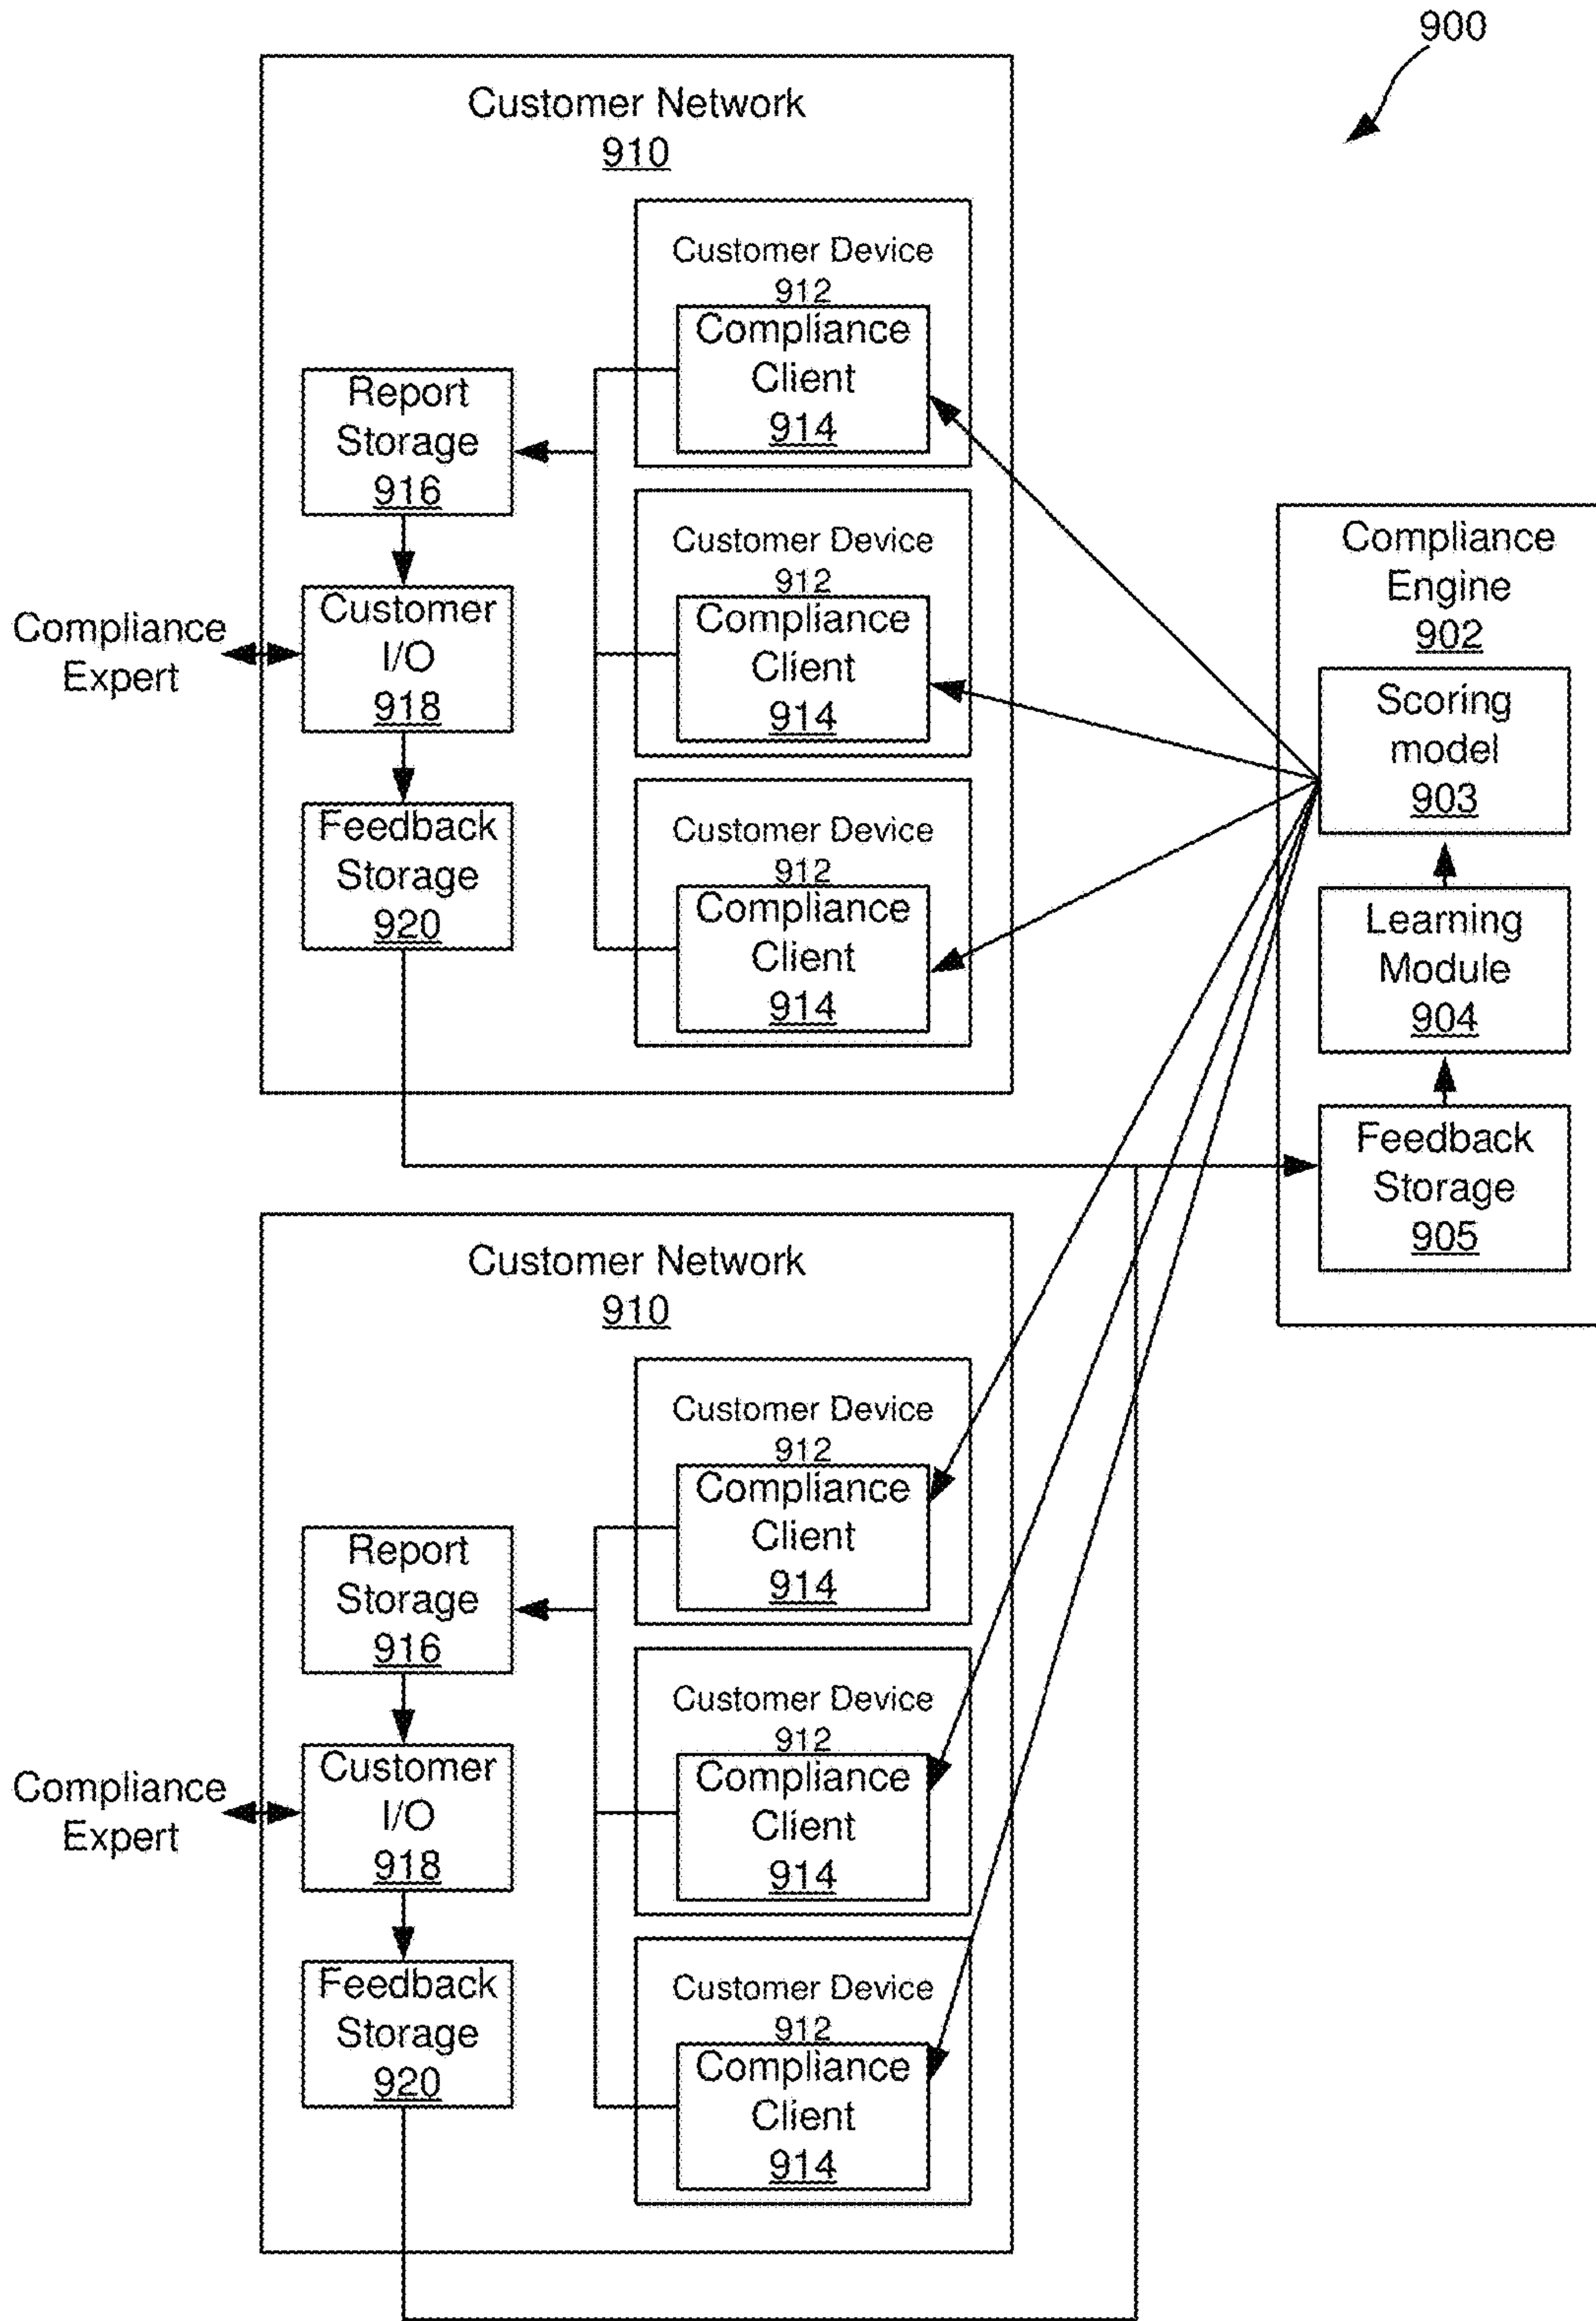 900
Customer Network
910
Customer Device
912
Compliance
Client
914
Report
Storage
916
Customer Device
912
Compliance
Client
914
Compliance
Expert
Customer
I/O
918
Customer Device
912
Compliance
Client
914
Feedback
Storage
920
Compliance
Engine
902
Scoring
model
903
Learning
Module
904
Feedback
Storage
905
Customer Network
910
Customer Device
912
Compliance
Client
914
Report
Storage
916
Customer Device
912
Compliance
Client
914
Compliance
Expert
Customer
I/O
918
Customer Device
912
Compliance
Client
914
Feedback
Storage
920